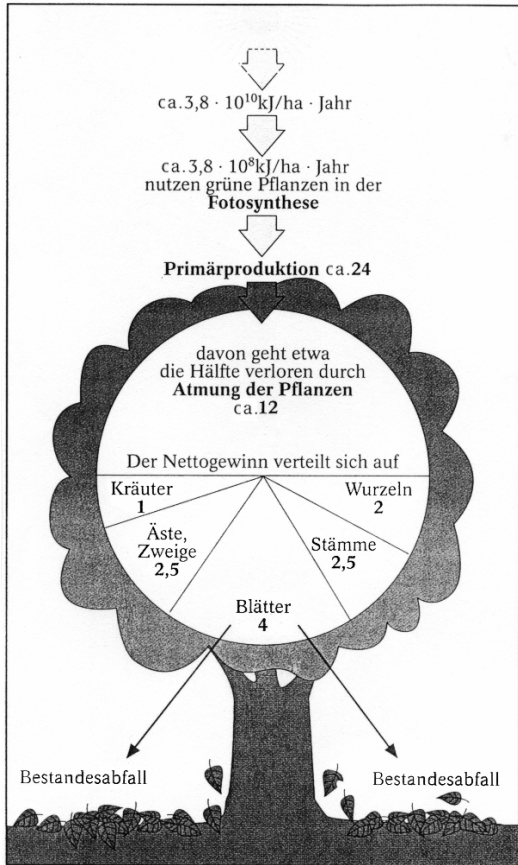 ca.3,8 · 10¹⁰kJ/ha · Jahr
ca.3,8 · 10⁸kJ/ha · Jahr
nutzen grüne Pflanzen in der
Fotosynthese
Primärproduktion ca.24
davon geht etwa
die Hälfte verloren durch
Atmung der Pflanzen
ca.12
Der Nettogewinn verteilt sich auf
Kräuter
1
Äste,
Zweige
2,5
Blätter
4
Stämme
2,5
Wurzeln
2
Bestandesabfall
Bestandesabfall